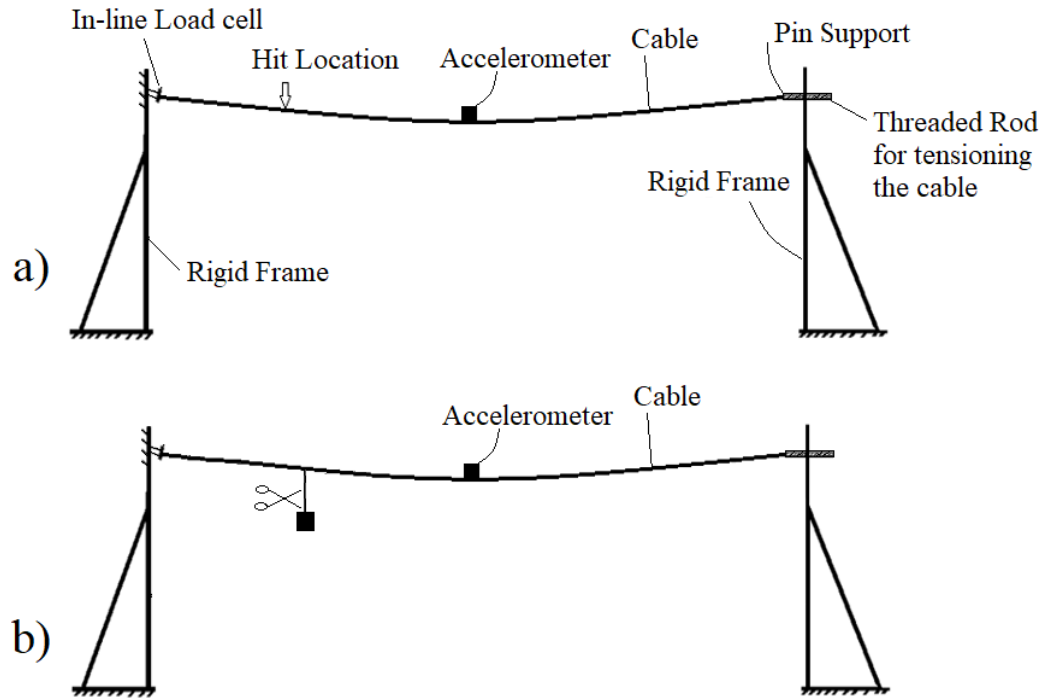 In-line Load cell
Hit Location
Accelerometer
Cable
Pin Support
Threaded Rod
for tensioning
the cable
Rigid Frame
Rigid Frame
a)
Accelerometer
Cable
b)